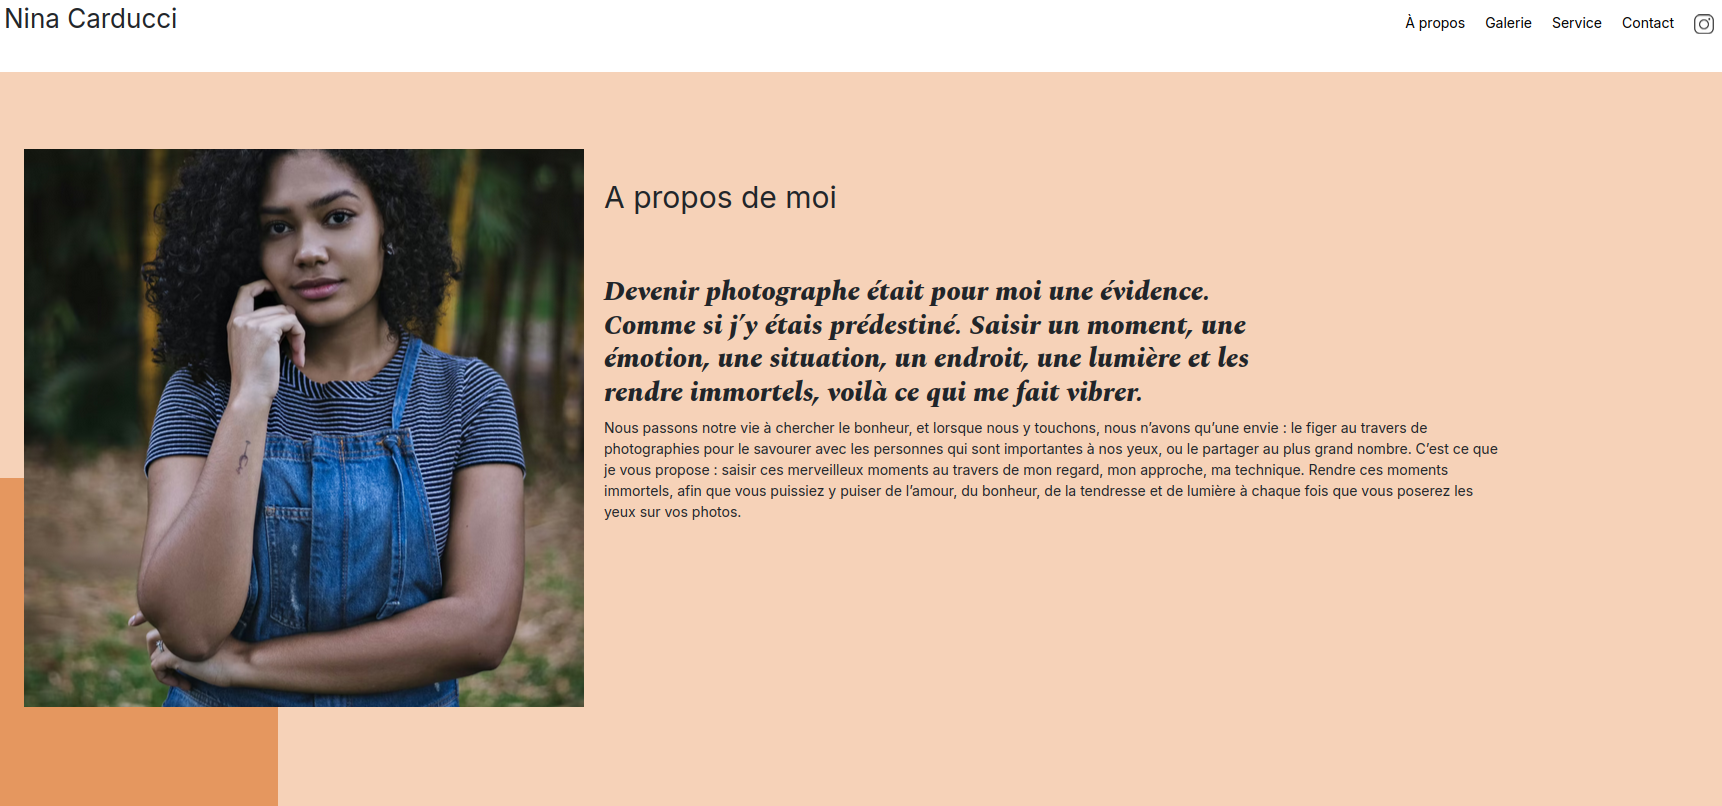 Nina Carducci
À propos Galerie Service Contact
A propos de moi
Devenir photographe était pour moi une évidence.
Comme si j'y étais prédestiné. Saisir un moment, une
émotion, une situation, un endroit, une lumière et les
rendre immortels, voilà ce qui me fait vibrer.
Nous passons notre vie à chercher le bonheur, et lorsque nous y touchons, nous n’avons qu’une envie : le figer au travers de
photographies pour le savourer avec les personnes qui sont importantes à nos yeux, ou le partager au plus grand nombre. C’est ce que
je vous propose : saisir ces merveilleux moments au travers de mon regard, mon approche, ma technique. Rendre ces moments
immortels, afin que vous puissiez y puiser de l’amour, du bonheur, de la tendresse et de lumière à chaque fois que vous poserez les
yeux sur vos photos.